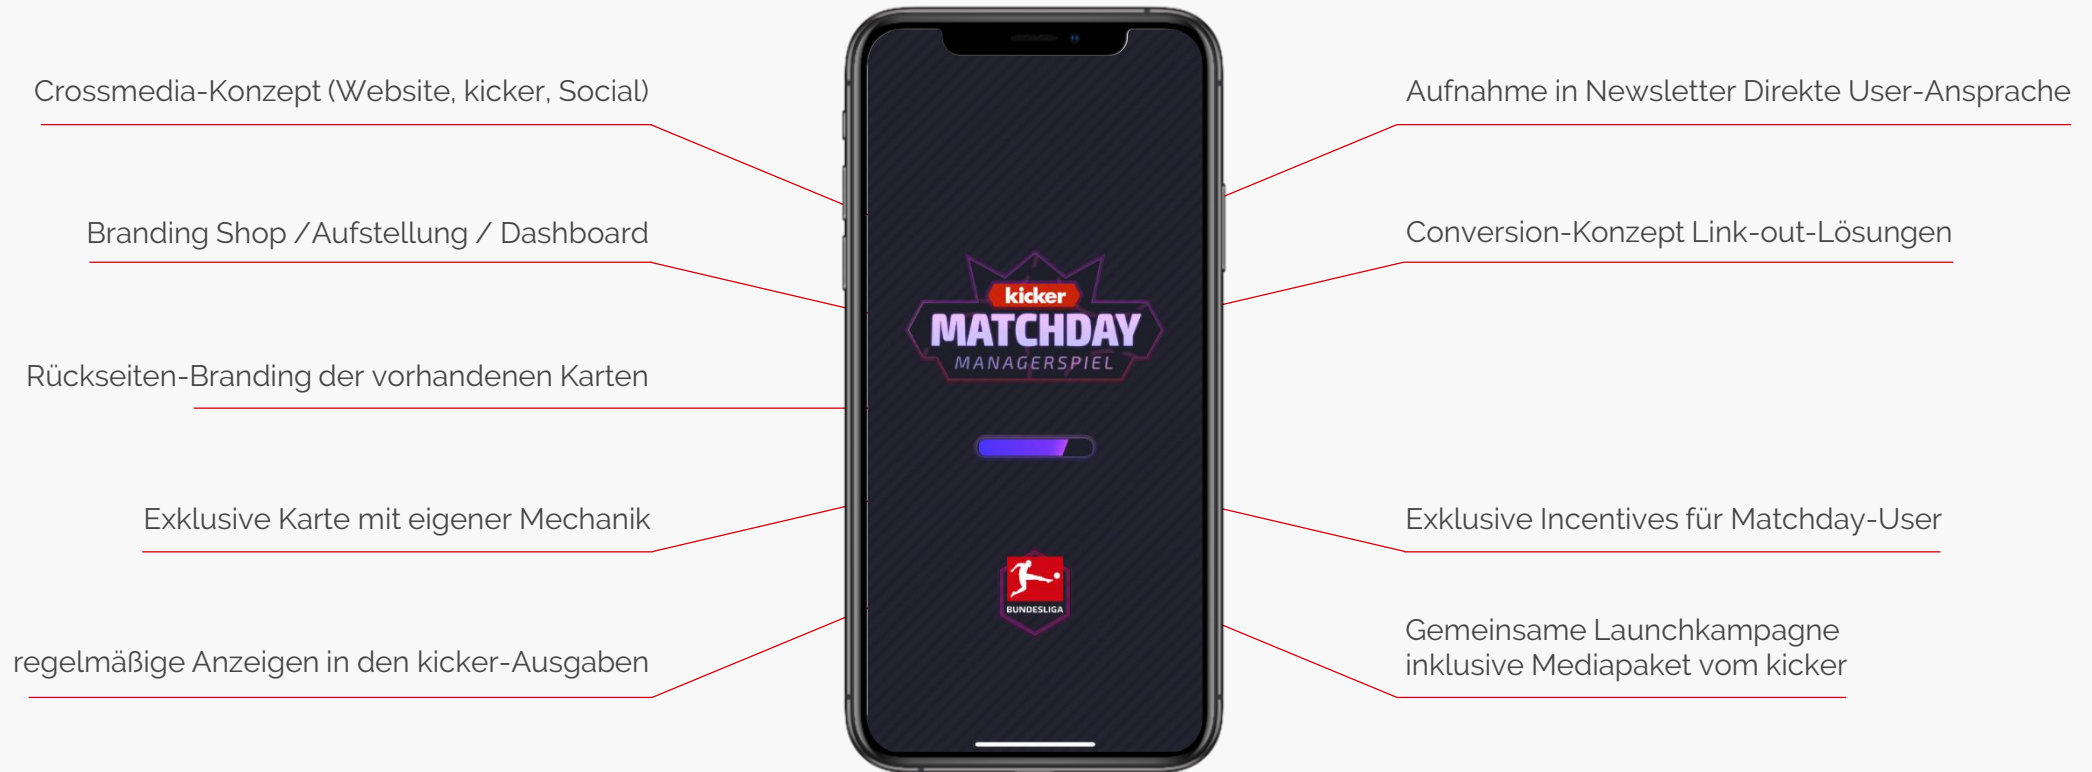 Crossmedia-Konzept (Website, kicker, Social)
Branding Shop /Aufstellung / Dashboard
Rückseiten-Branding der vorhandenen Karten
Exklusive Karte mit eigener Mechanik
regelmäßige Anzeigen in den kicker-Ausgaben
kicker
MATCHDAY
MANAGERSPIEL
BUNDESLIGA
Aufnahme in Newsletter Direkte User-Ansprache
Conversion-Konzept Link-out-Lösungen
Exklusive Incentives für Matchday-User
Gemeinsame Launchkampagne
inklusive Mediapaket vom kicker